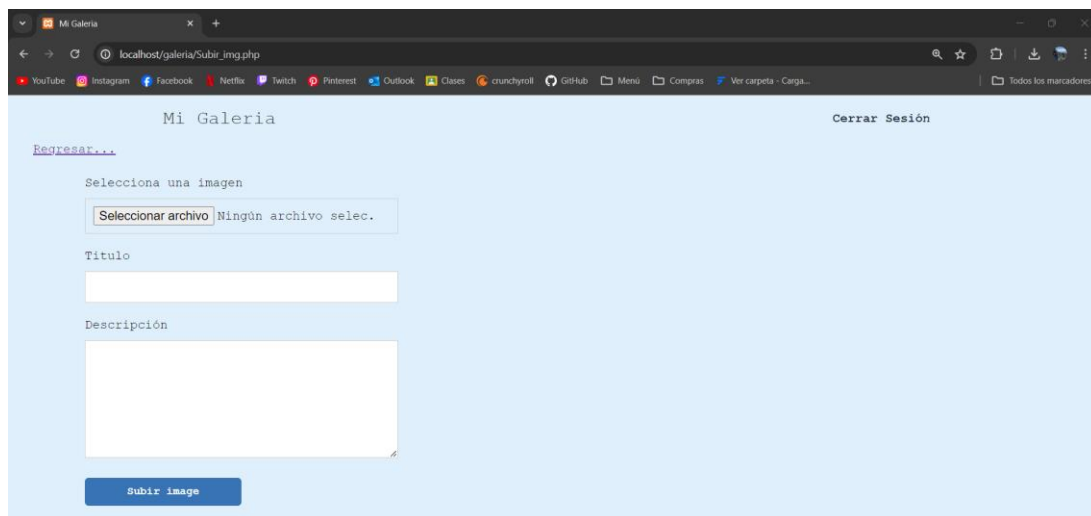 Mi Galeria
localhost/galeria/Subir_img.php
YouTube Instagram Facebook Netflix Twitch Pinterest Outlook Clases crunchyroll GitHub Menú Compras Ver carpeta - Carga... Todos los marcadores
Mi Galeria Cerrar Sesión
Regresar...
Selecciona una imagen
Seleccionar archivo Ningún archivo selec.
Titulo
Descripción
Subir image